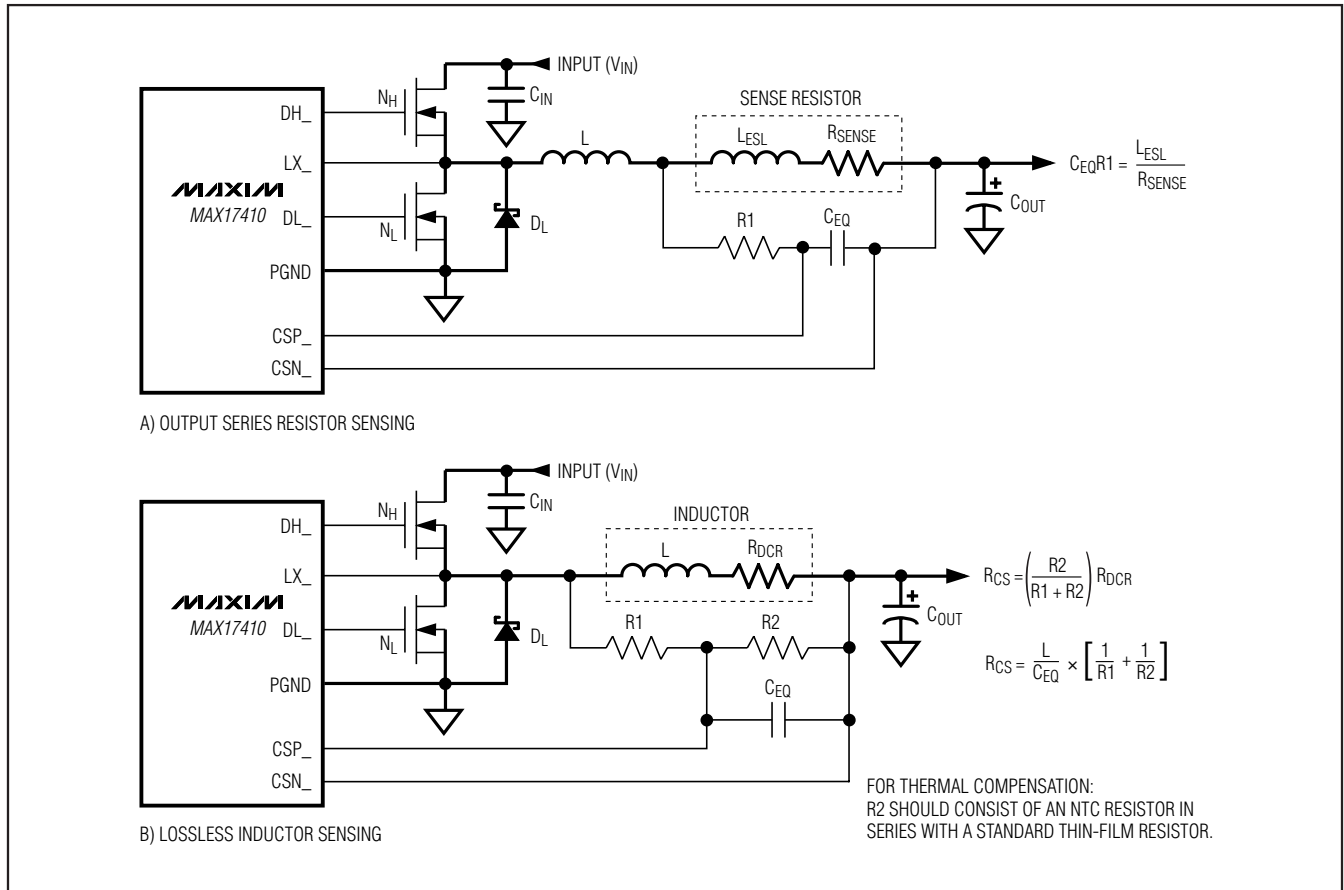 INPUT (VIN)
CIN
NH
DH_
SENSE RESISTOR
L
LESL
RSENSE
LX_
CEQR1 = LESL / RSENSE
MAXIM
MAX17410
DL_
NL
DL
R1
CEQ
+
COUT
PGND
CSP_
CSN_
A) OUTPUT SERIES RESISTOR SENSING
INPUT (VIN)
CIN
NH
DH_
INDUCTOR
L
RDCR
LX_
RCS = (R2 / R1 + R2) RDCR
MAXIM
MAX17410
DL_
NL
DL
R1
R2
+
COUT
RCS = L / CEQ × [1 / R1 + 1 / R2]
PGND
CEQ
CSP_
CSN_
FOR THERMAL COMPENSATION:
R2 SHOULD CONSIST OF AN NTC RESISTOR IN
SERIES WITH A STANDARD THIN-FILM RESISTOR.
B) LOSSLESS INDUCTOR SENSING